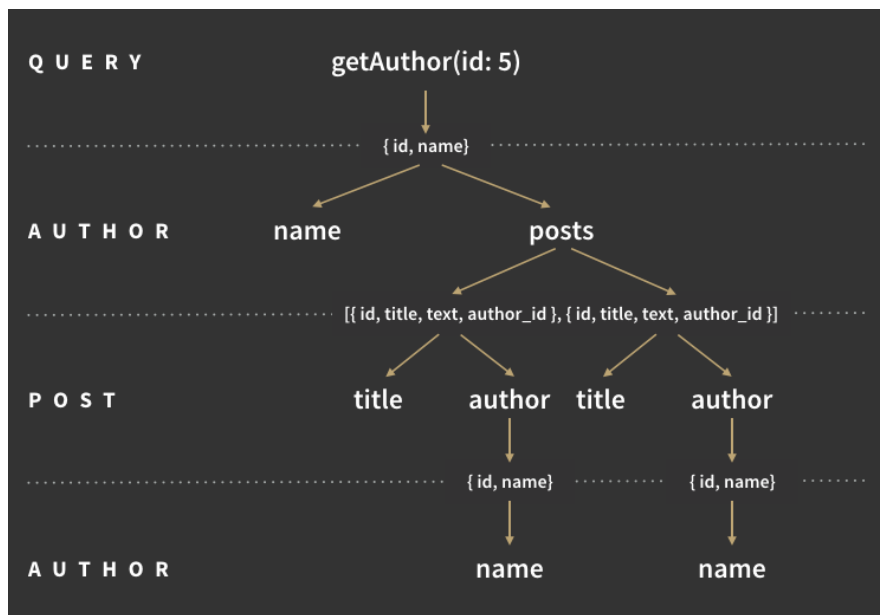 QUERY getAuthor(id: 5)
{ id, name}
AUTHOR name posts
[{ id, title, text, author_id }, { id, title, text, author_id }]
POST title author title author
{ id, name} { id, name}
AUTHOR name name